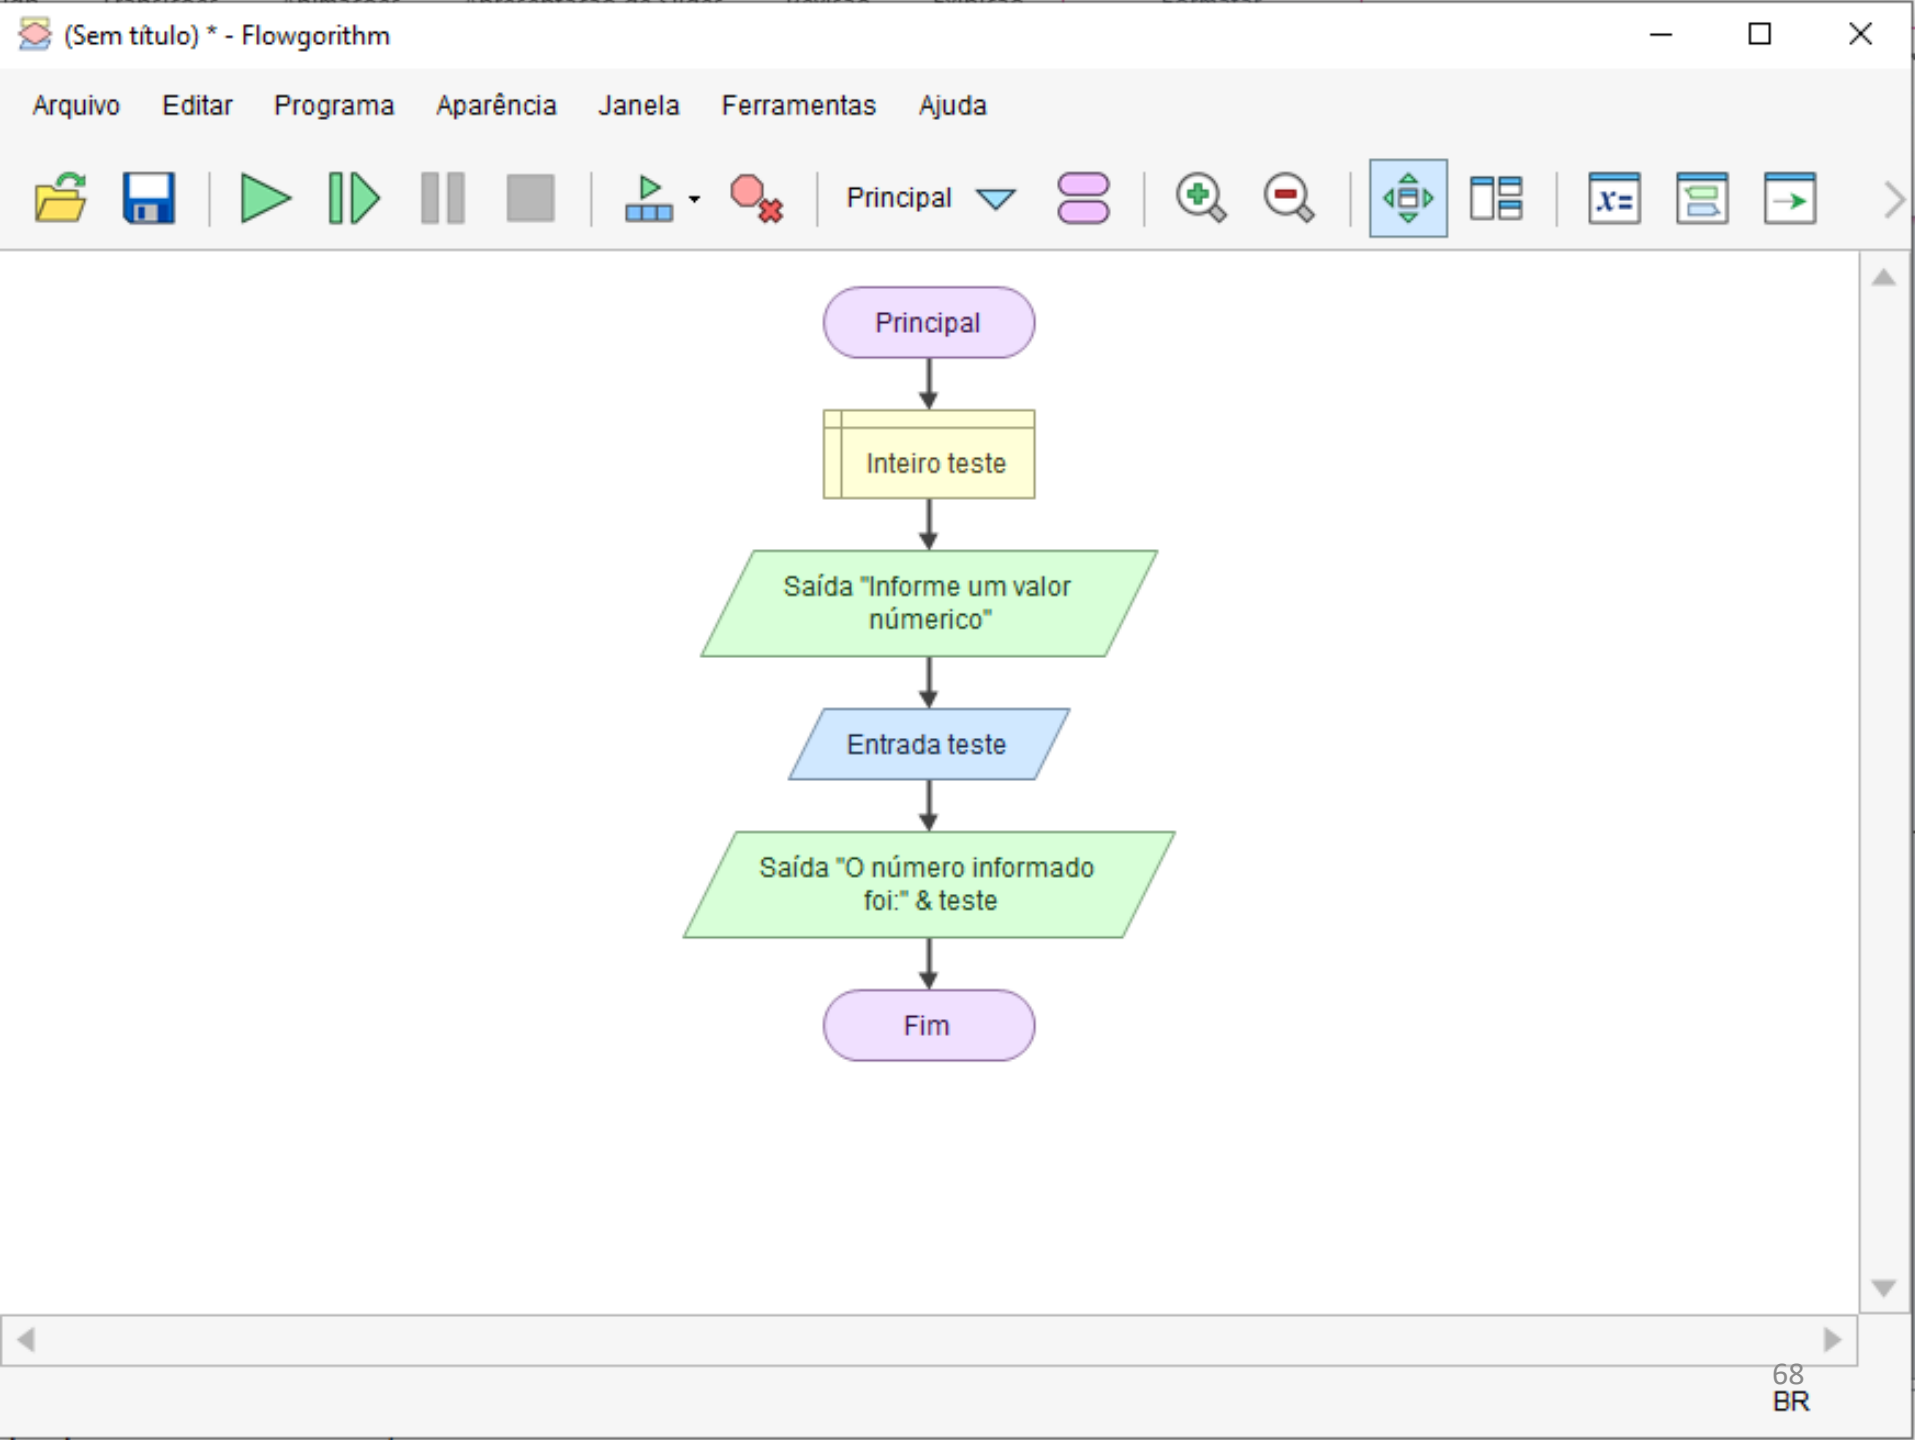 (Sem título) * - Flowgorithm
Arquivo Editar Programa Aparência Janela Ferramentas Ajuda
Principal
x=
Principal
Inteiro teste
Saída "Informe um valor
númerico"
Entrada teste
Saída "O número informado
foi:" & teste
Fim
68
BR